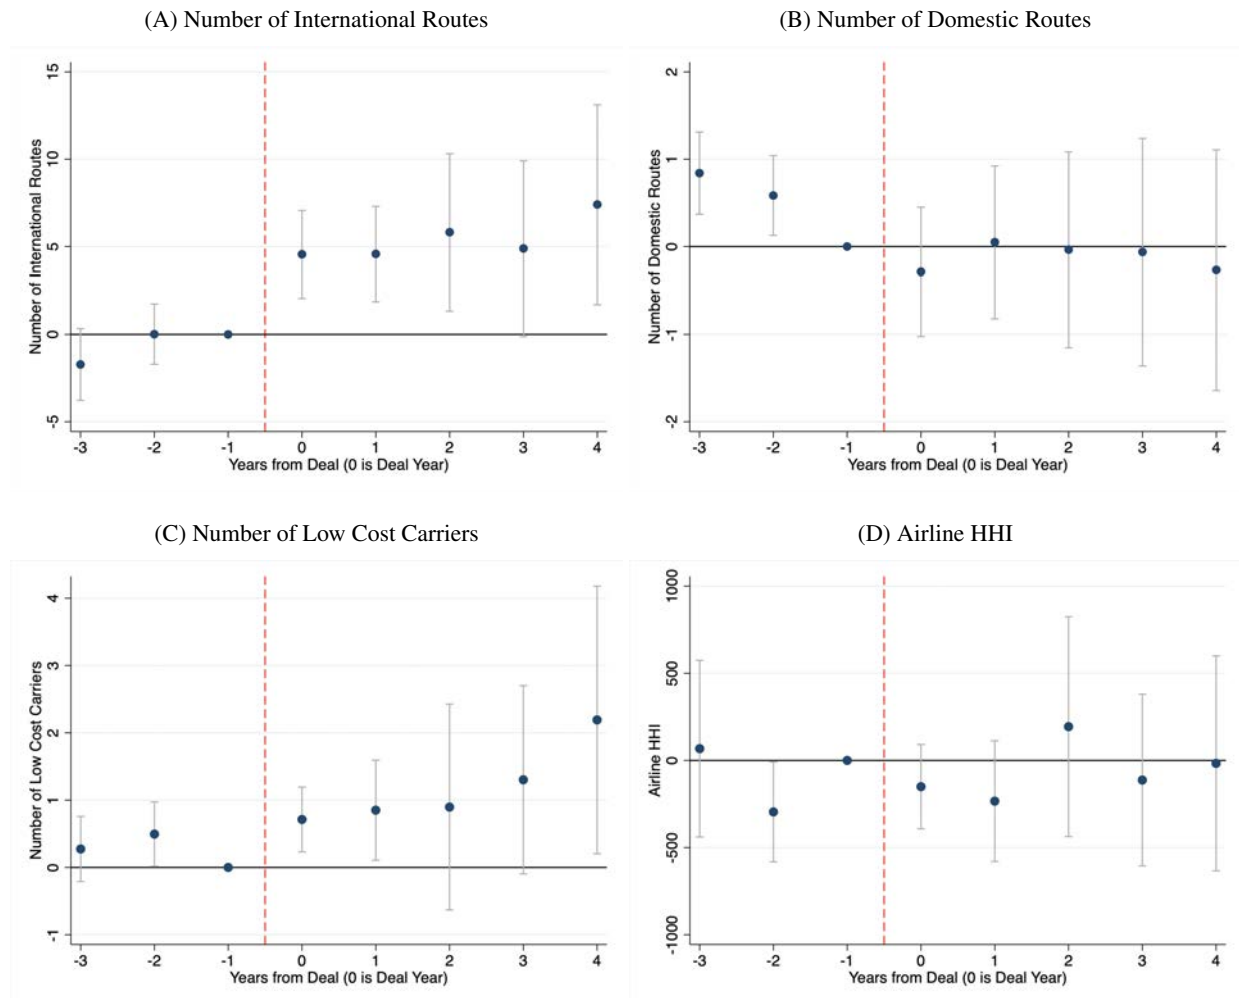 (A) Number of International Routes
Number of International Routes
15
10
5
0
-5
-3 -2 -1 0 1 2 3 4
Years from Deal (0 is Deal Year)
(B) Number of Domestic Routes
Number of Domestic Routes
2
1
0
-1
-2
-3 -2 -1 0 1 2 3 4
Years from Deal (0 is Deal Year)
(C) Number of Low Cost Carriers
Number of Low Cost Carriers
4
3
2
1
0
-1
-3 -2 -1 0 1 2 3 4
Years from Deal (0 is Deal Year)
(D) Airline HHI
Airline HHI
1000
500
0
-500
-1000
-3 -2 -1 0 1 2 3 4
Years from Deal (0 is Deal Year)